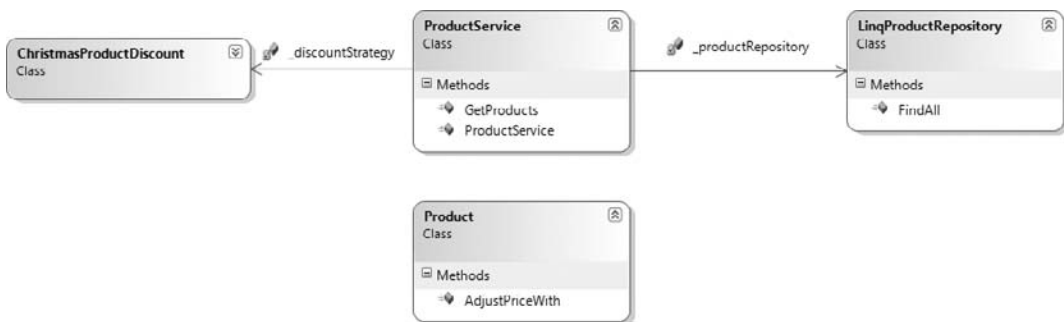 ChristmasProductDiscount
Class
_discountStrategy
ProductService
Class
Methods
GetProducts
ProductService
_productRepository
LinqProductRepository
Class
Methods
FindAll
Product
Class
Methods
AdjustPriceWith